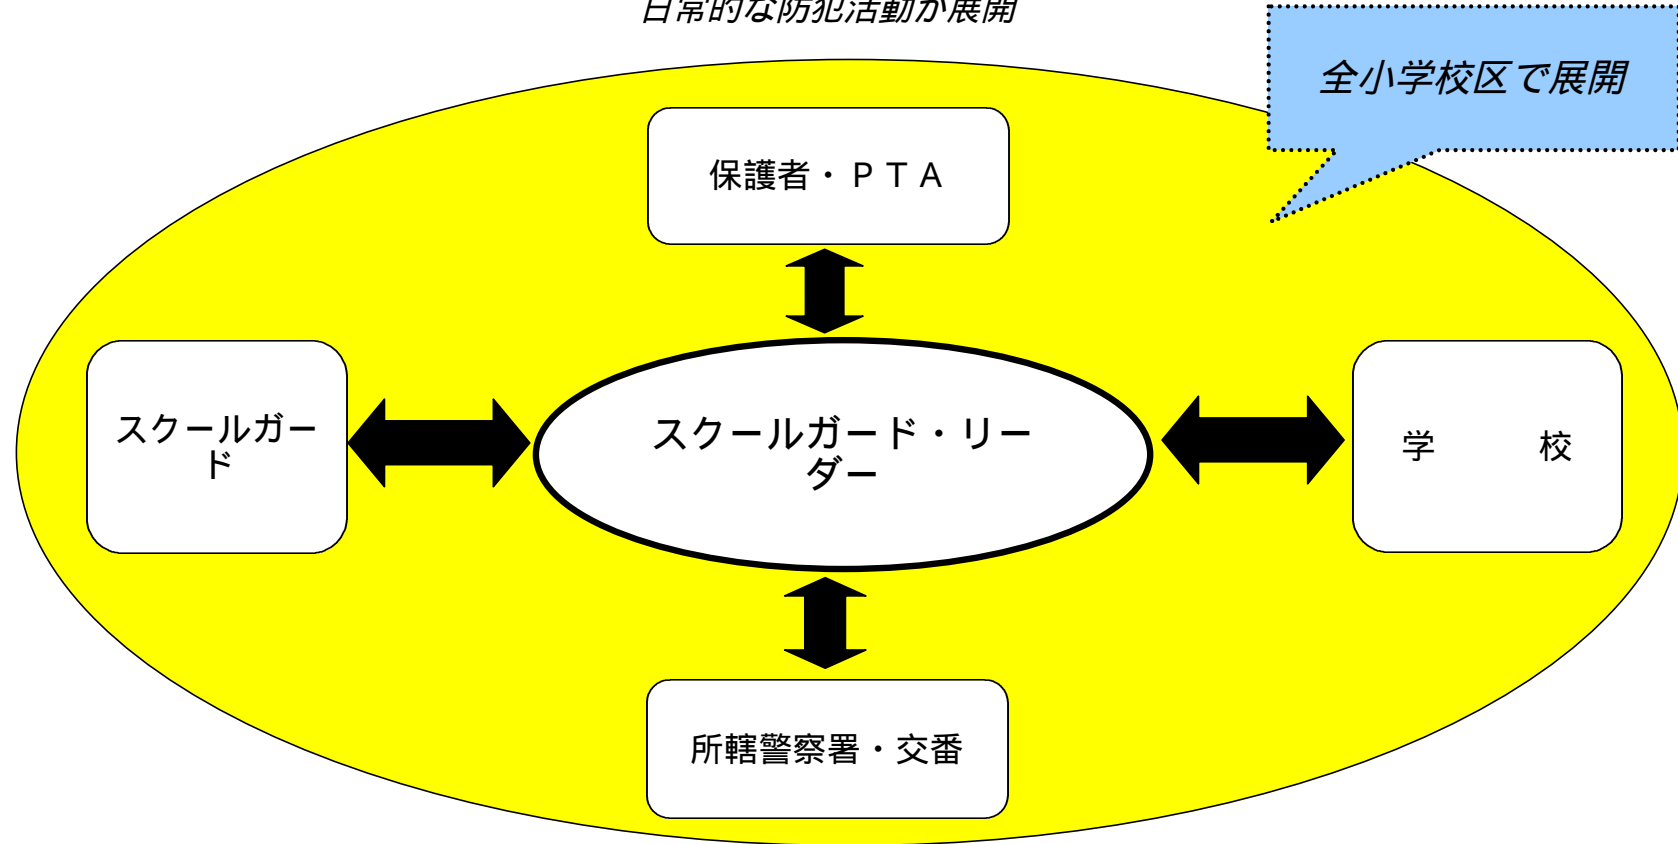 日常的な防犯活動が展開
全小学校区で展開
保護者・ＰＴＡ
スクールガー
ド
スクールガード・リー
ダー
学　　校
所轄警察署・交番